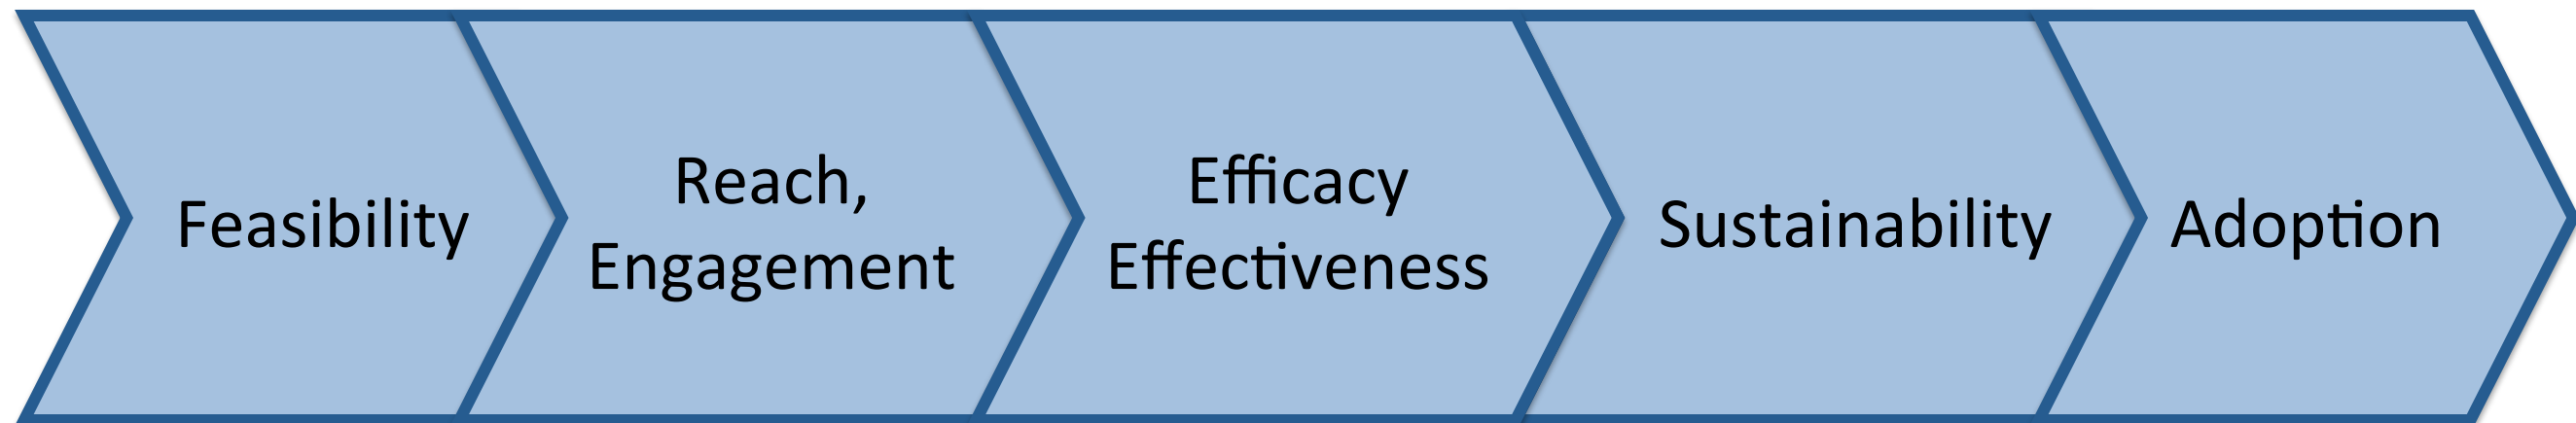 Feasibility
Reach,
Engagement
Efficacy
Effectiveness
Sustainability
Adoption